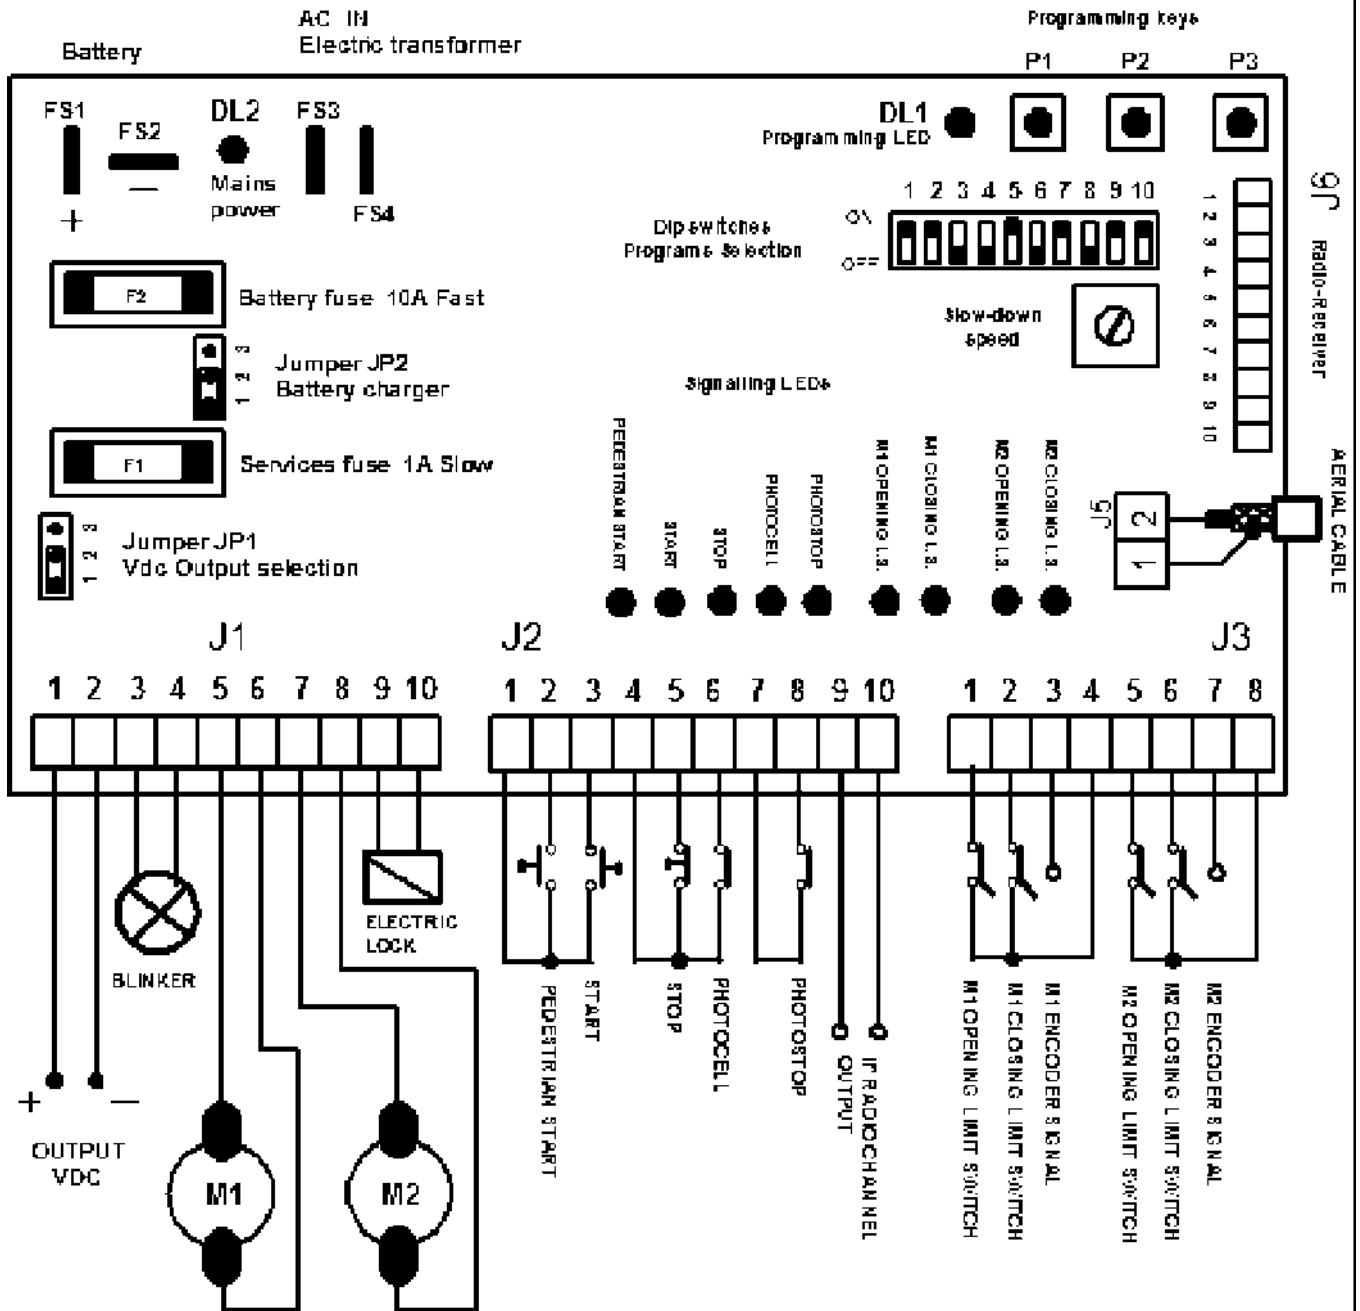 AC IN
Electric transformer
Battery
Programming keys
P1 P2 P3
FS1
FS2
DL2
FS3
DL1
Programming LED
Mains
power
FS4
+
—
1 2 3 4 5 6 7 8 9 10
ON
OFF
Dip switches
Programs Selection
1 2 3 4 5 6 7 8 9 10
J6
Radio-Receiver
F2
Battery fuse 10A Fast
Slow-down
speed
1 2 3
Jumper JP2
Battery charger
Signalling LEDs
F1
Services fuse 1A Slow
1 2 3
Jumper JP1
Vdc Output selection
PEDESTRIAN START
START
STOP
PHOTOCELL
PHOTOSTOP
M1 OPENING L.S.
M1 CLOSING L.S.
M2 OPENING L.S.
M2 CLOSING L.S.
J5
2
1
AERIAL CABLE
J1
J2
J3
1 2 3 4 5 6 7 8 9 10
1 2 3 4 5 6 7 8 9 10
1 2 3 4 5 6 7 8
BLINKER
ELECTRIC
LOCK
+ —
OUTPUT
VDC
M1
M2
PEDESTRIAN START
START
STOP
PHOTOCELL
PHOTOSTOP
OUTPUT
II° RADIOCHANNEL
M1 OPENING LIMIT SWITCH
M1 CLOSING LIMIT SWITCH
M1 ENCODER SIGNAL
M2 OPENING LIMIT SWITCH
M2 CLOSING LIMIT SWITCH
M2 ENCODER SIGNAL